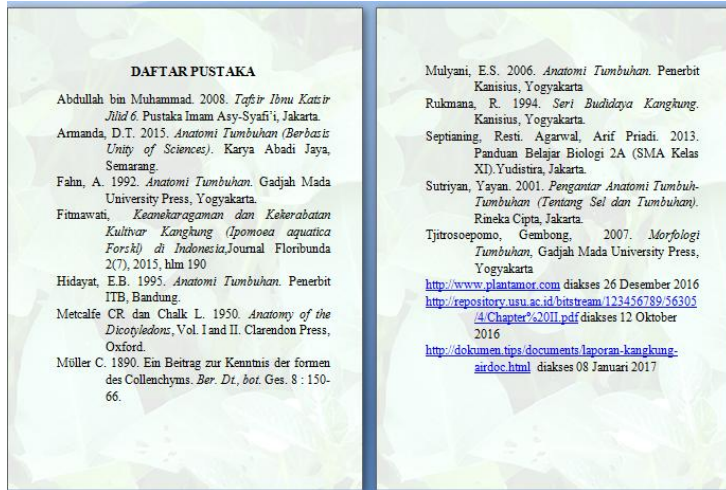 DAFTAR PUSTAKA
Abdullah bin Muhammad. 2008. Tafsir Ibnu Katsir
Jilid 6. Pustaka Imam Asy-Syafi'i, Jakarta.
Armanda, D.T. 2015. Anatomi Tumbuhan (Berbasis
Unity of Sciences). Karya Abadi Jaya,
Semarang.
Fahn, A. 1992. Anatomi Tumbuhan. Gadjah Mada
University Press, Yogyakarta.
Fitmawati, Keanekaragaman dan Kekerabatan
Kultivar Kangkung (Ipomoea aquatica
Forskl) di Indonesia,Journal Floribunda
2(7), 2015, hlm 190
Hidayat, E.B. 1995. Anatomi Tumbuhan. Penerbit
ITB, Bandung.
Metcalfe CR dan Chalk L. 1950. Anatomy of the
Dicotyledons, Vol. I and II. Clarendon Press,
Oxford.
Müller C. 1890. Ein Beitrag zur Kenntnis der formen
des Collenchyms. Ber. Dt., bot. Ges. 8 : 150-
66.
Mulyani, E.S. 2006. Anatomi Tumbuhan. Penerbit
Kanisius, Yogyakarta
Rukmana, R. 1994. Seri Budidaya Kangkung.
Kanisius, Yogyakarta.
Septianing, Resti. Agarwal, Arif Priadi. 2013.
Panduan Belajar Biologi 2A (SMA Kelas
XI).Yudistira, Jakarta.
Sutriyan, Yayan. 2001. Pengantar Anatomi Tumbuh-
Tumbuhan (Tentang Sel dan Tumbuhan).
Rineka Cipta, Jakarta.
Tjitrosoepomo, Gembong, 2007. Morfologi
Tumbuhan, Gadjah Mada University Press,
Yogyakarta
http://www.plantamor.com diakses 26 Desember 2016
http://repository.usu.ac.id/bitstream/123456789/56305
/4/Chapter%20II.pdf diakses 12 Oktober
2016
http://dokumen.tips/documents/laporan-kangkung-
airdoc.html diakses 08 Januari 2017